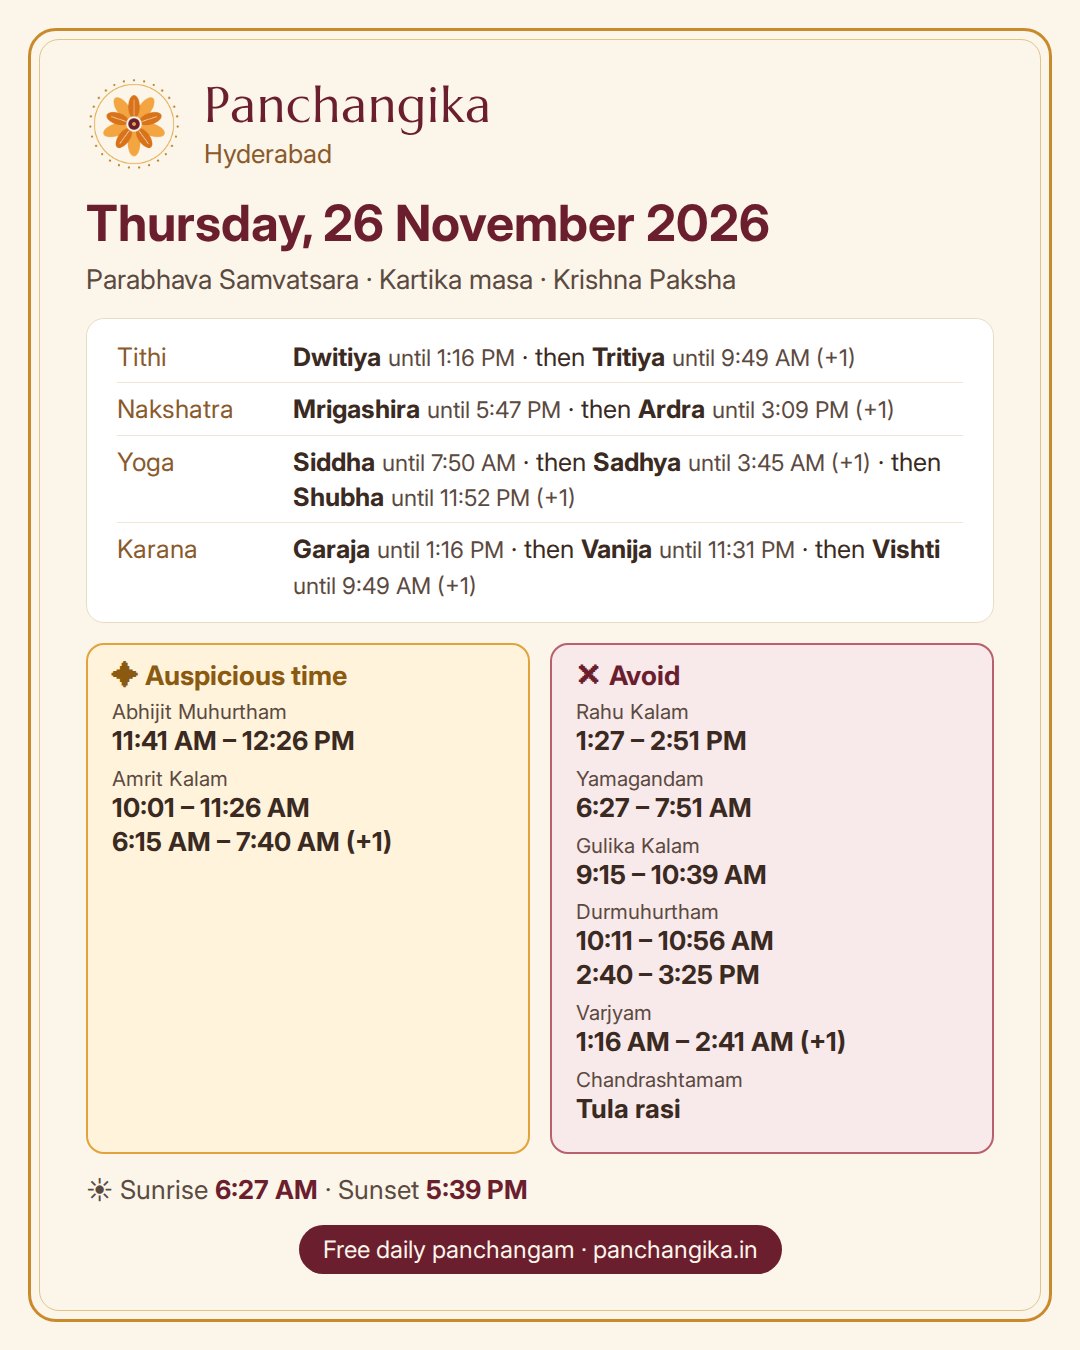 Panchangika
Hyderabad
Thursday, 26 November 2026
Parabhava Samvatsara · Kartika masa · Krishna Paksha
Tithi Dwitiya until 1:16 PM · then Tritiya until 9:49 AM (+1)
Nakshatra Mrigashira until 5:47 PM · then Ardra until 3:09 PM (+1)
Yoga Siddha until 7:50 AM · then Sadhya until 3:45 AM (+1) · then
Shubha until 11:52 PM (+1)
Karana Garaja until 1:16 PM · then Vanija until 11:31 PM · then Vishti
until 9:49 AM (+1)
Auspicious time
Abhijit Muhurtham
11:41 AM – 12:26 PM
Amrit Kalam
10:01 – 11:26 AM
6:15 AM – 7:40 AM (+1)
Avoid
Rahu Kalam
1:27 – 2:51 PM
Yamagandam
6:27 – 7:51 AM
Gulika Kalam
9:15 – 10:39 AM
Durmuhurtham
10:11 – 10:56 AM
2:40 – 3:25 PM
Varjyam
1:16 AM – 2:41 AM (+1)
Chandrashtamam
Tula rasi
Sunrise 6:27 AM · Sunset 5:39 PM
Free daily panchangam · panchangika.in